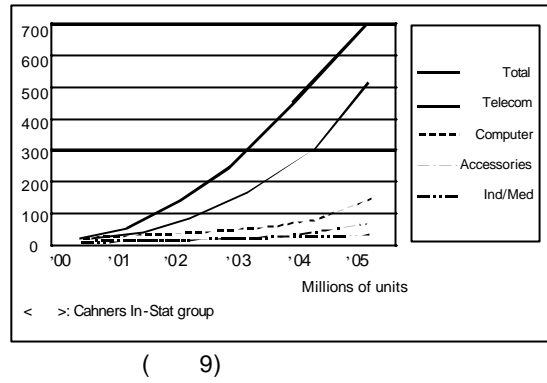 700
600
500
400
300
200
100
0
'00 '01 '02 '03 '04 '05
Millions of units
Total
Telecom
Computer
Accessories
Ind/Med
< >: Cahners In-Stat group
( 9)